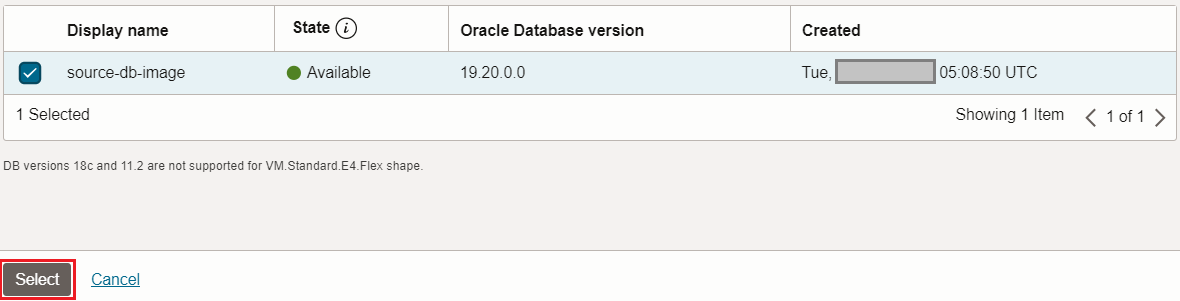 Display name State i Oracle Database version Created
source-db-image Available 19.20.0.0 Tue, 05:08:50 UTC
1 Selected Showing 1 Item 1 of 1
DB versions 18c and 11.2 are not supported for VM.Standard.E4.Flex shape.
Select Cancel